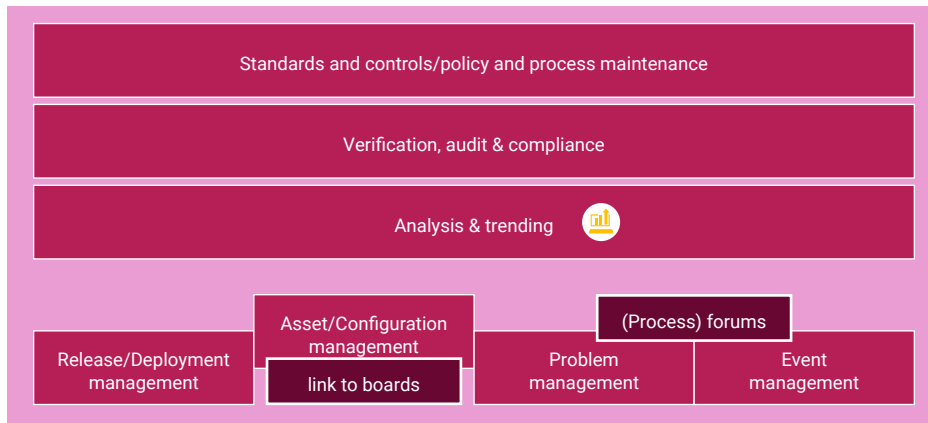 Standards and controls/policy and process maintenance
Verification, audit & compliance
Analysis & trending
Release/Deployment
management
Asset/Configuration
management
link to boards
(Process) forums
Problem
management
Event
management